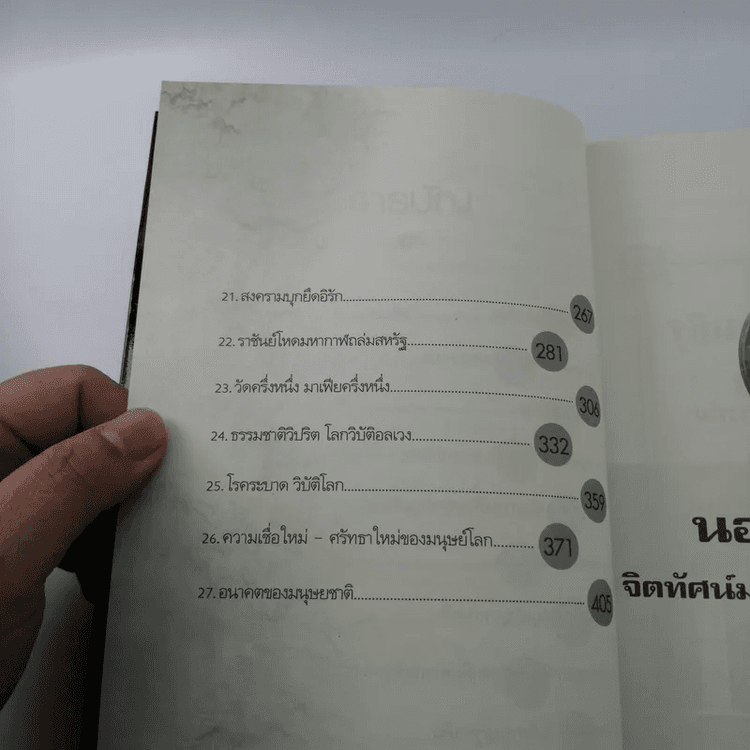 21. สงครามบุกยึดอิรัก........................................................267
22. ราชันย์โหดมหากาฬถล่มสหรัฐ..............................281
23. วัดครึ่งหนึ่ง มาเฟียครึ่งหนึ่ง............................................306
24. ธรรมชาติวิปริต โลกวิบัติอลเวง..............................332
25. โรคระบาด วิบัติโลก........................................................359
26. ความเชื่อใหม่ – ศรัทธาใหม่ของมนุษย์โลก..........371
27. อนาคตของมนุษยชาติ......................................................405
จิตทัศน์